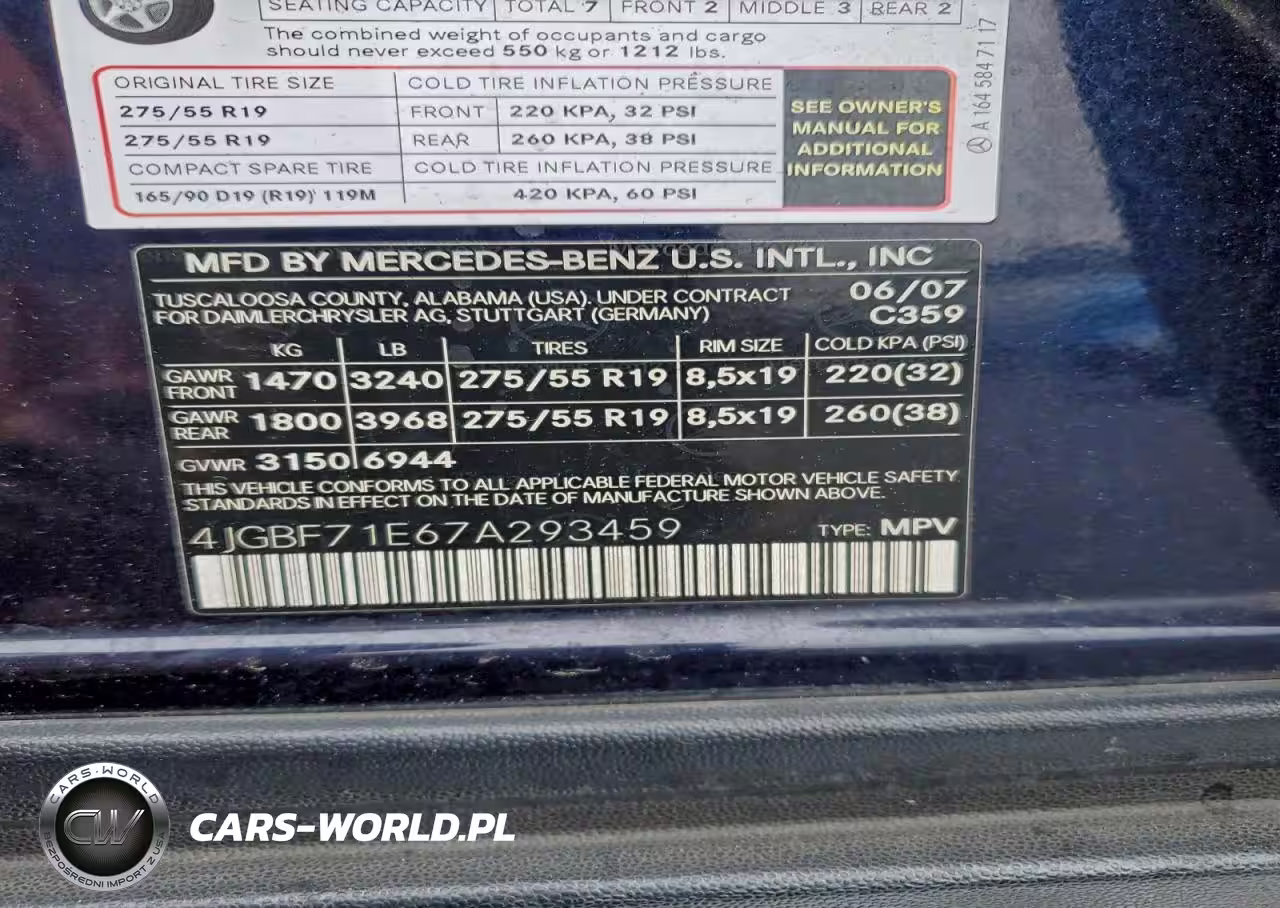 SEATING CAPACITY TOTAL 7 FRONT 2 MIDDLE 3 REAR 2
The combined weight of occupants and cargo
should never exceed 550 kg or 1212 lbs.
ORIGINAL TIRE SIZE COLD TIRE INFLATION PRESSURE
275/55 R19 FRONT 220 KPA, 32 PSI
275/55 R19 REAR 260 KPA, 38 PSI
COMPACT SPARE TIRE COLD TIRE INFLATION PRESSURE
165/90 D19 (R19) 119M 420 KPA, 60 PSI
SEE OWNER'S
MANUAL FOR
ADDITIONAL
INFORMATION
A 164 584 71 17
MFD BY MERCEDES-BENZ U.S. INTL., INC
TUSCALOOSA COUNTY, ALABAMA (USA). UNDER CONTRACT 06/07
FOR DAIMLERCHRYSLER AG, STUTTGART (GERMANY) C359
KG LB TIRES RIM SIZE COLD KPA (PSI)
GAWR FRONT 1470 3240 275/55 R19 8,5x19 220(32)
GAWR REAR 1800 3968 275/55 R19 8,5x19 260(38)
GVWR 3150 6944
THIS VEHICLE CONFORMS TO ALL APPLICABLE FEDERAL MOTOR VEHICLE SAFETY
STANDARDS IN EFFECT ON THE DATE OF MANUFACTURE SHOWN ABOVE.
4JGBF71E67A293459 TYPE: MPV
CARS-WORLD
CW
BEZPOŚREDNI IMPORT Z USA
CARS-WORLD.PL